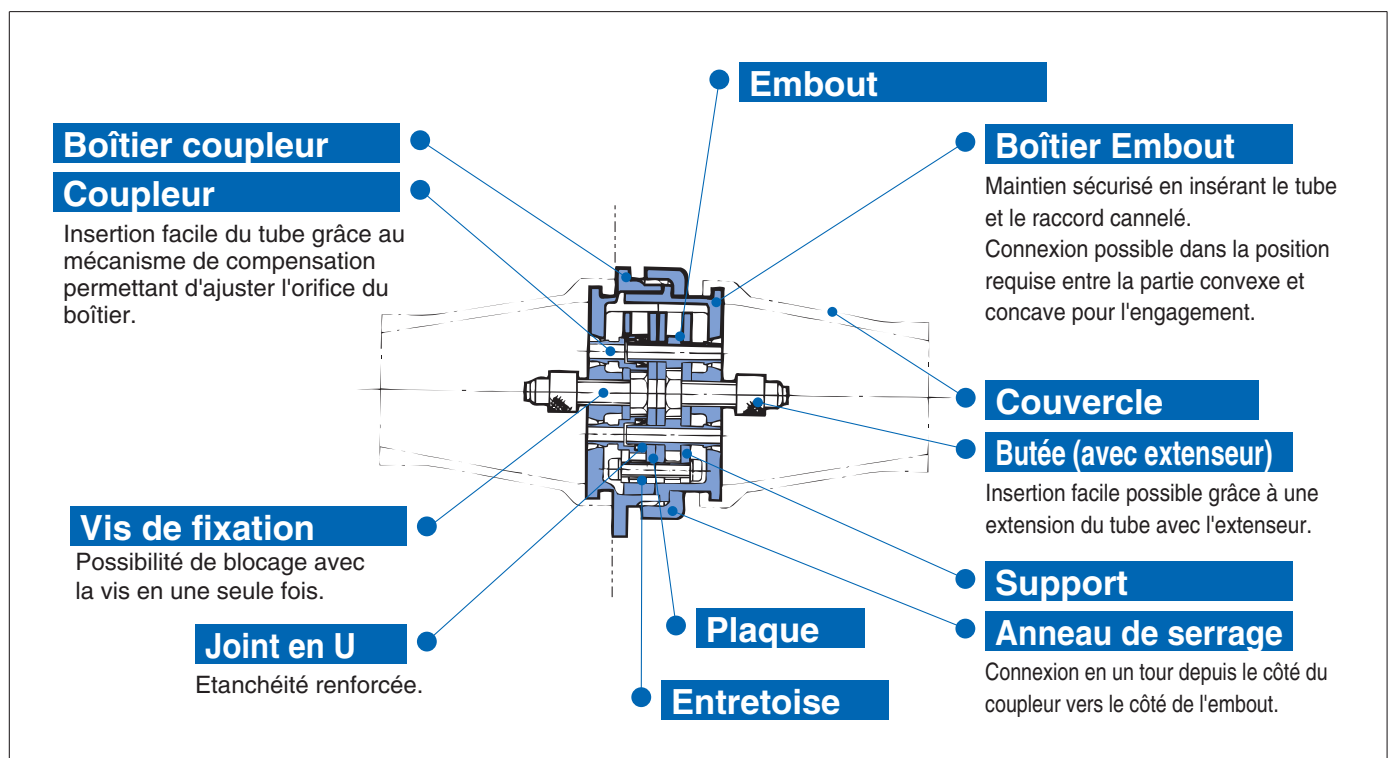 Embout
Boîtier coupleur
Coupleur
Insertion facile du tube grâce au
mécanisme de compensation
permettant d'ajuster l'orifice du
boîtier.
Boîtier Embout
Maintien sécurisé en insérant le tube
et le raccord cannelé.
Connexion possible dans la position
requise entre la partie convexe et
concave pour l'engagement.
Couvercle
Butée (avec extenseur)
Insertion facile possible grâce à une
extension du tube avec l'extenseur.
Vis de fixation
Possibilité de blocage avec
la vis en une seule fois.
Support
Joint en U
Etanchéité renforcée.
Plaque
Anneau de serrage
Connexion en un tour depuis le côté du
coupleur vers le côté de l'embout.
Entretoise